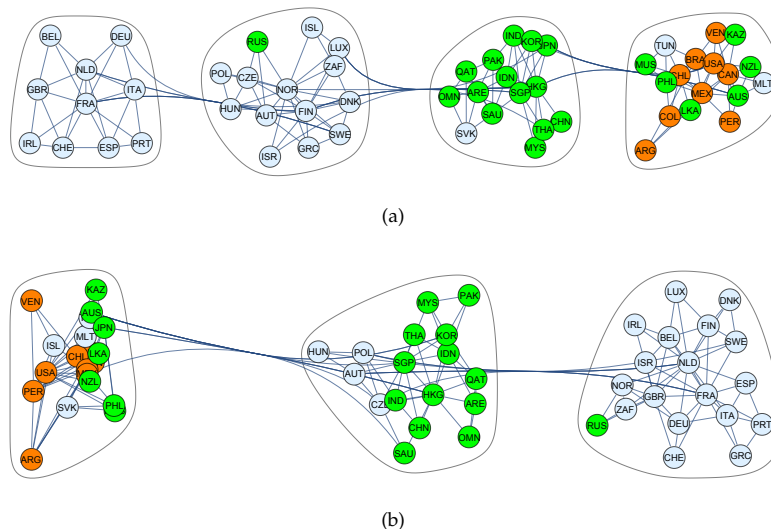 BEL DEU
NLD
GBR ITA
FRA
IRL CHE ESP PRT
ISL
RUS LUX
POL CZE ZAF
NOR
HUN DNK
AUT FIN
SWE
ISR GRC
IND KOR JPN
PAK
QAT IDN
OMN ARE SGP HKG
SAU
SVK THA CHN
MYS
VEN KAZ
TUN
MUS BRA USA NZL
PHL CHL CAN MLT
MEX AUS
COL LKA PER
ARG
(a)
KAZ
VEN
AUS
JPN
ISL MLT
CHL LKA
USA
PER NZL
SVK PHL
ARG
MYS PAK
THA KOR
HUN POL IDN
SGP
AUT QAT
CZE IND HKG ARE
CHN OMN
SAU
LUX DNK
IRL FIN
BEL SWE
ISR NLD
NOR ESP
GBR FRA
ZAF ITA
RUS DEU PRT
CHE GRC
(b)